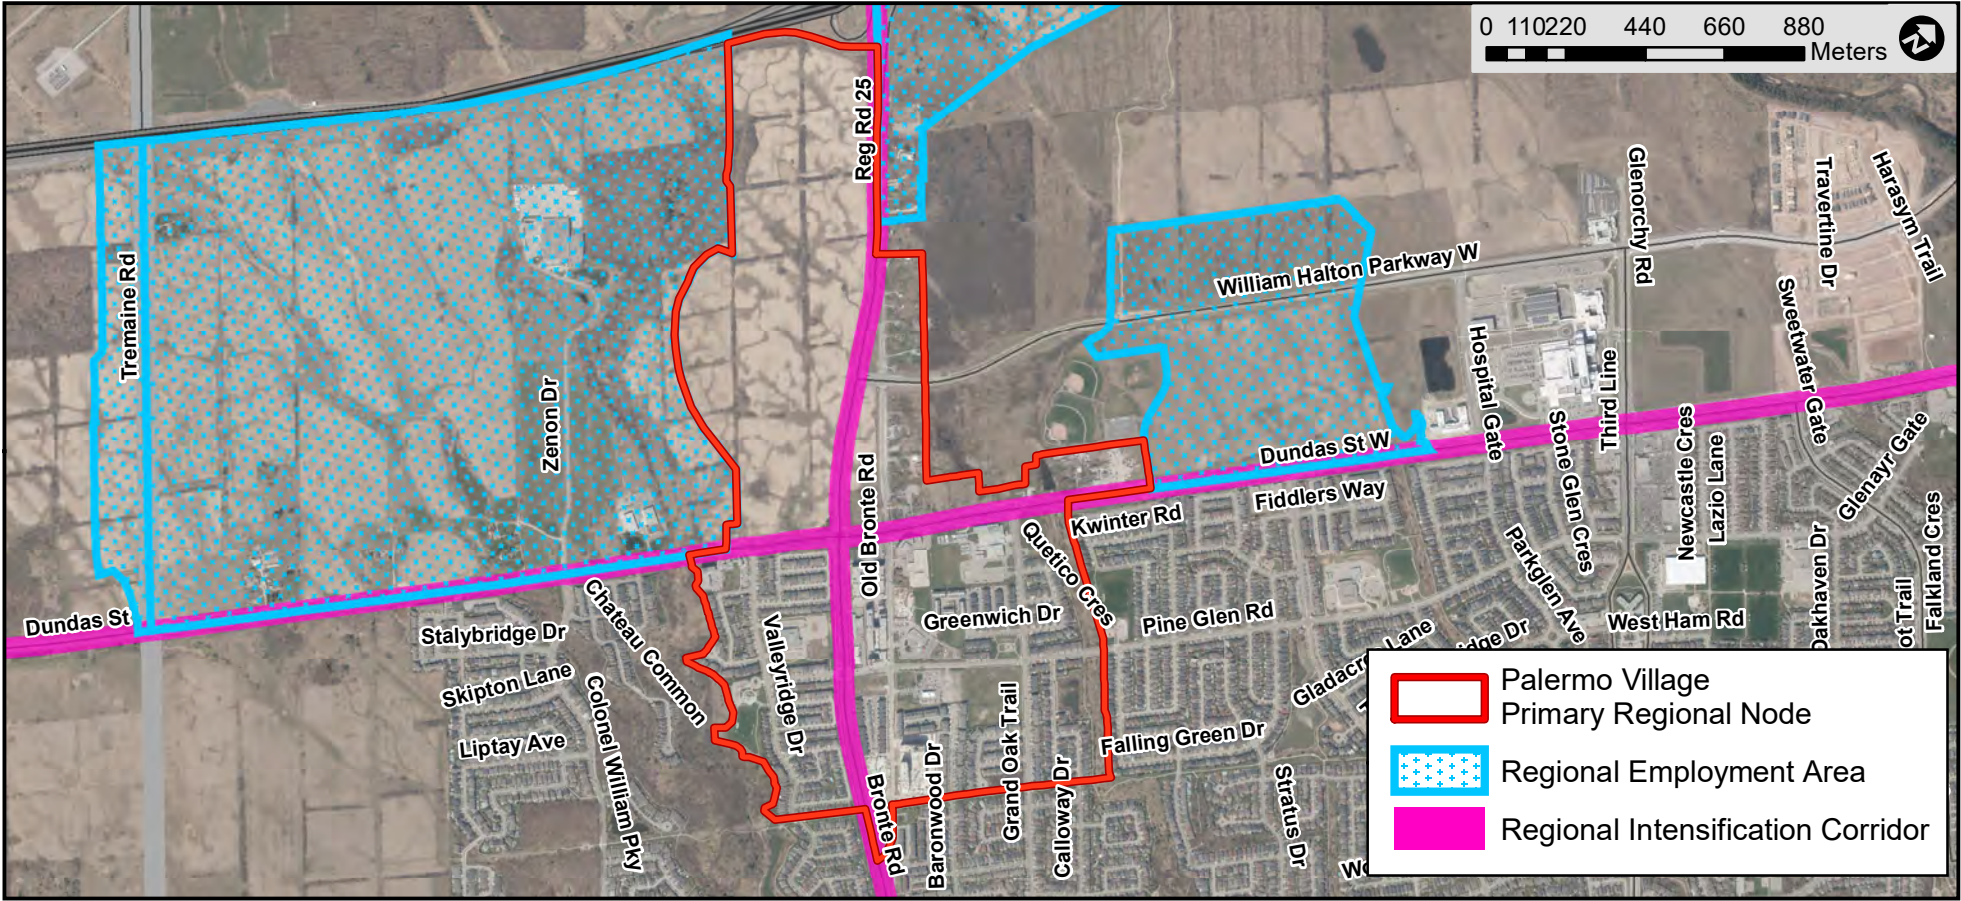 0 110220 440 660 880
Meters
N
Reg Rd 25
Tremaine Rd
Zenon Dr
Old Bronte Rd
William Halton Parkway W
Glenorchy Rd
Travertine Dr
Harasym Trail
Sweetwater Gate
Hospital Gate
Stone Glen Cres
Third Line
Newcastle Cres
Lazio Lane
Glenayr Gate
Oakhaven Dr
Falkland Cres
ot Trail
Dundas St W
Fiddlers Way
Kwinter Rd
Quetico Cres
Parkglen Ave
Dundas St
Stalybridge Dr
Chateau Common
Valleyridge Dr
Greenwich Dr
Pine Glen Rd
West Ham Rd
Skipton Lane
Colonel William Pky
Liptay Ave
Grand Oak Trail
Falling Green Dr
Lane
idge Dr
Bronte Rd
Baronwood Dr
Calloway Dr
Stratus Dr
Palermo Village
Primary Regional Node
Regional Employment Area
Regional Intensification Corridor